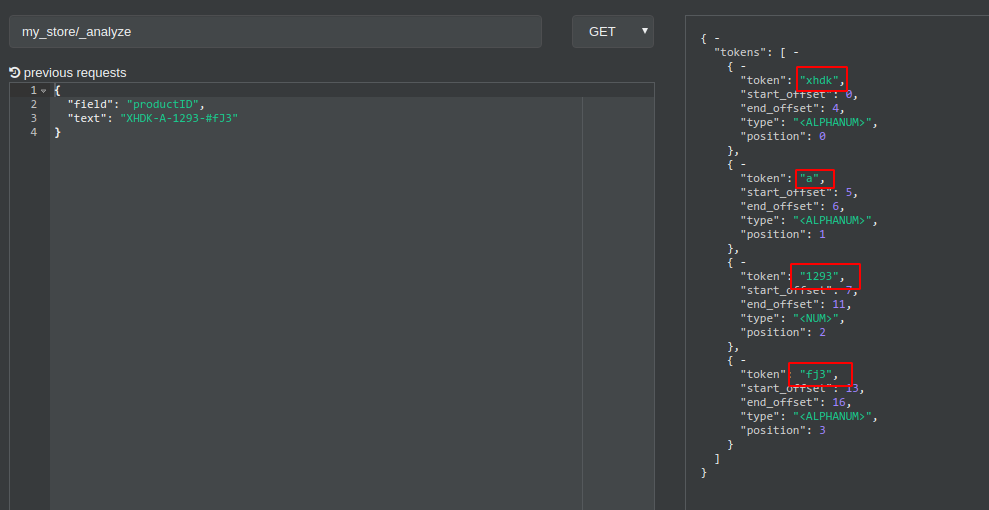 my_store/_analyze
GET
previous requests
1 {
2 "field": "productID",
3 "text": "XHDK-A-1293-#fJ3"
4 }
{ -
"tokens": [ -
{ -
"token": "xhdk",
"start_offset": 0,
"end_offset": 4,
"type": "<ALPHANUM>",
"position": 0
},
{ -
"token": "a",
"start_offset": 5,
"end_offset": 6,
"type": "<ALPHANUM>",
"position": 1
},
{ -
"token": "1293",
"start_offset": 7,
"end_offset": 11,
"type": "<NUM>",
"position": 2
},
{ -
"token": "fj3",
"start_offset": 13,
"end_offset": 16,
"type": "<ALPHANUM>",
"position": 3
}
]
}